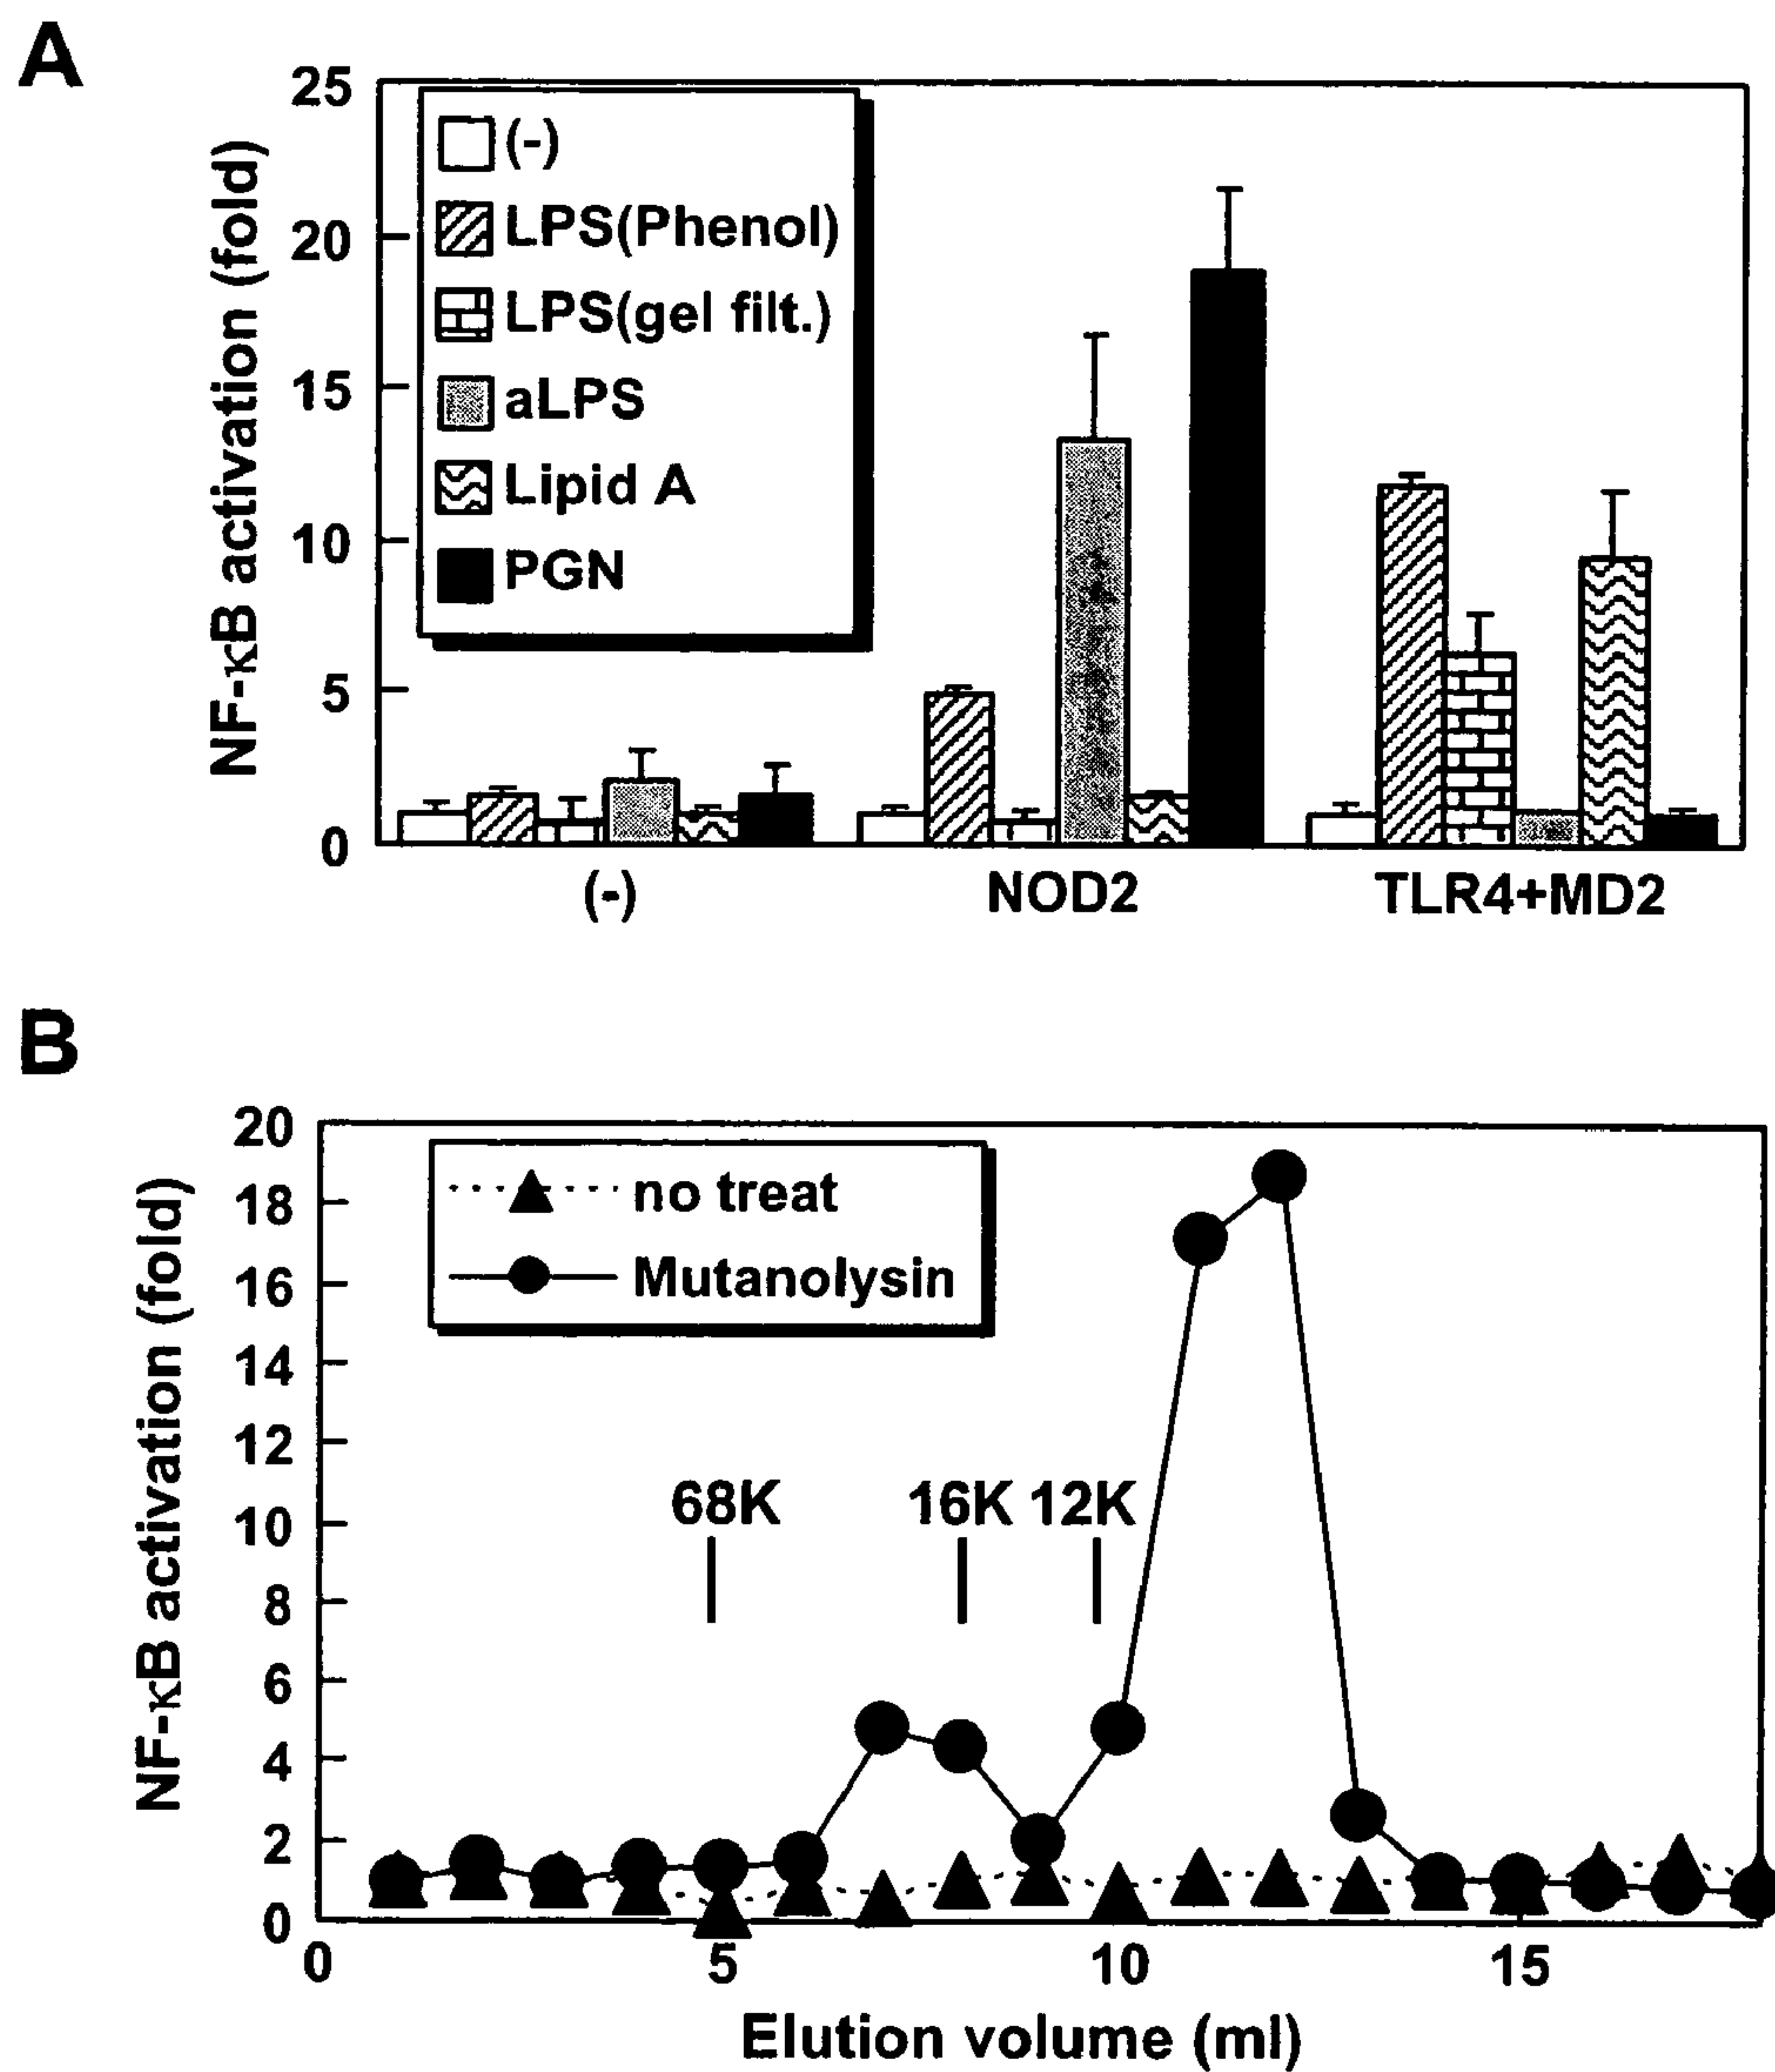 A
NF-κB activation (fold)
25
20
15
10
5
0
(-)
LPS(Phenol)
LPS(gel filt.)
aLPS
Lipid A
PGN
(-) NOD2 TLR4+MD2
B
NF-κB activation (fold)
20
18
16
14
12
10
8
6
4
2
0
no treat
Mutanolysin
68K 16K 12K
0 5 10 15
Elution volume (ml)